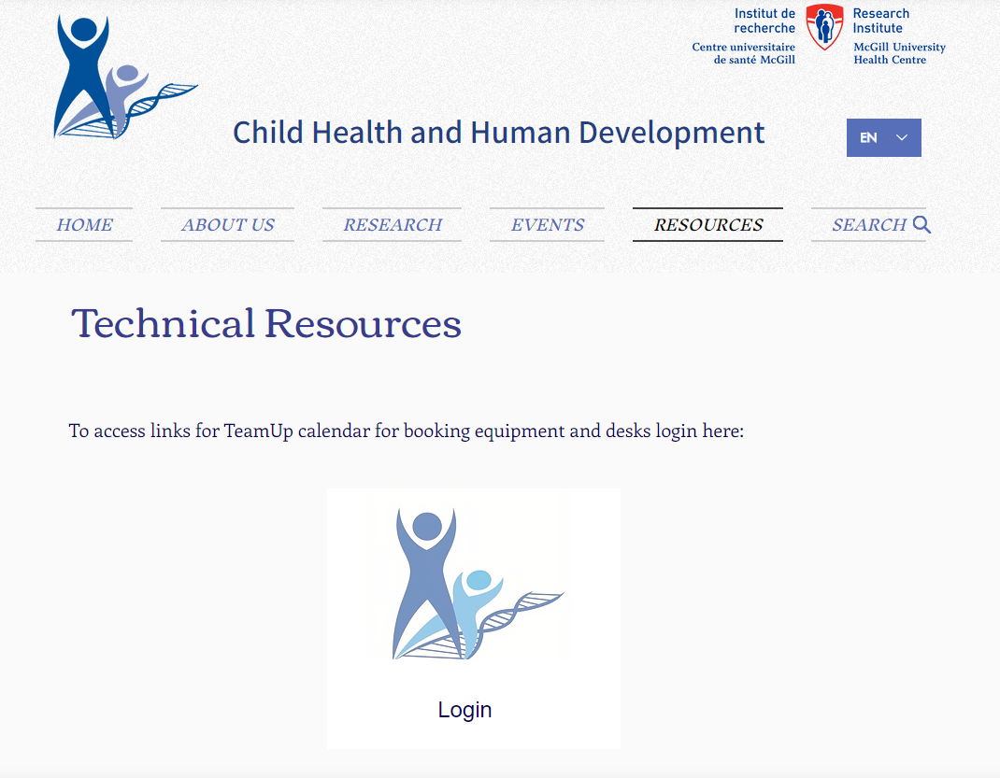 Institut de
recherche
Centre universitaire
de santé McGill
Research
Institute
McGill University
Health Centre
Child Health and Human Development
EN
HOME
ABOUT US
RESEARCH
EVENTS
RESOURCES
SEARCH
Technical Resources
To access links for TeamUp calendar for booking equipment and desks login here:
Login